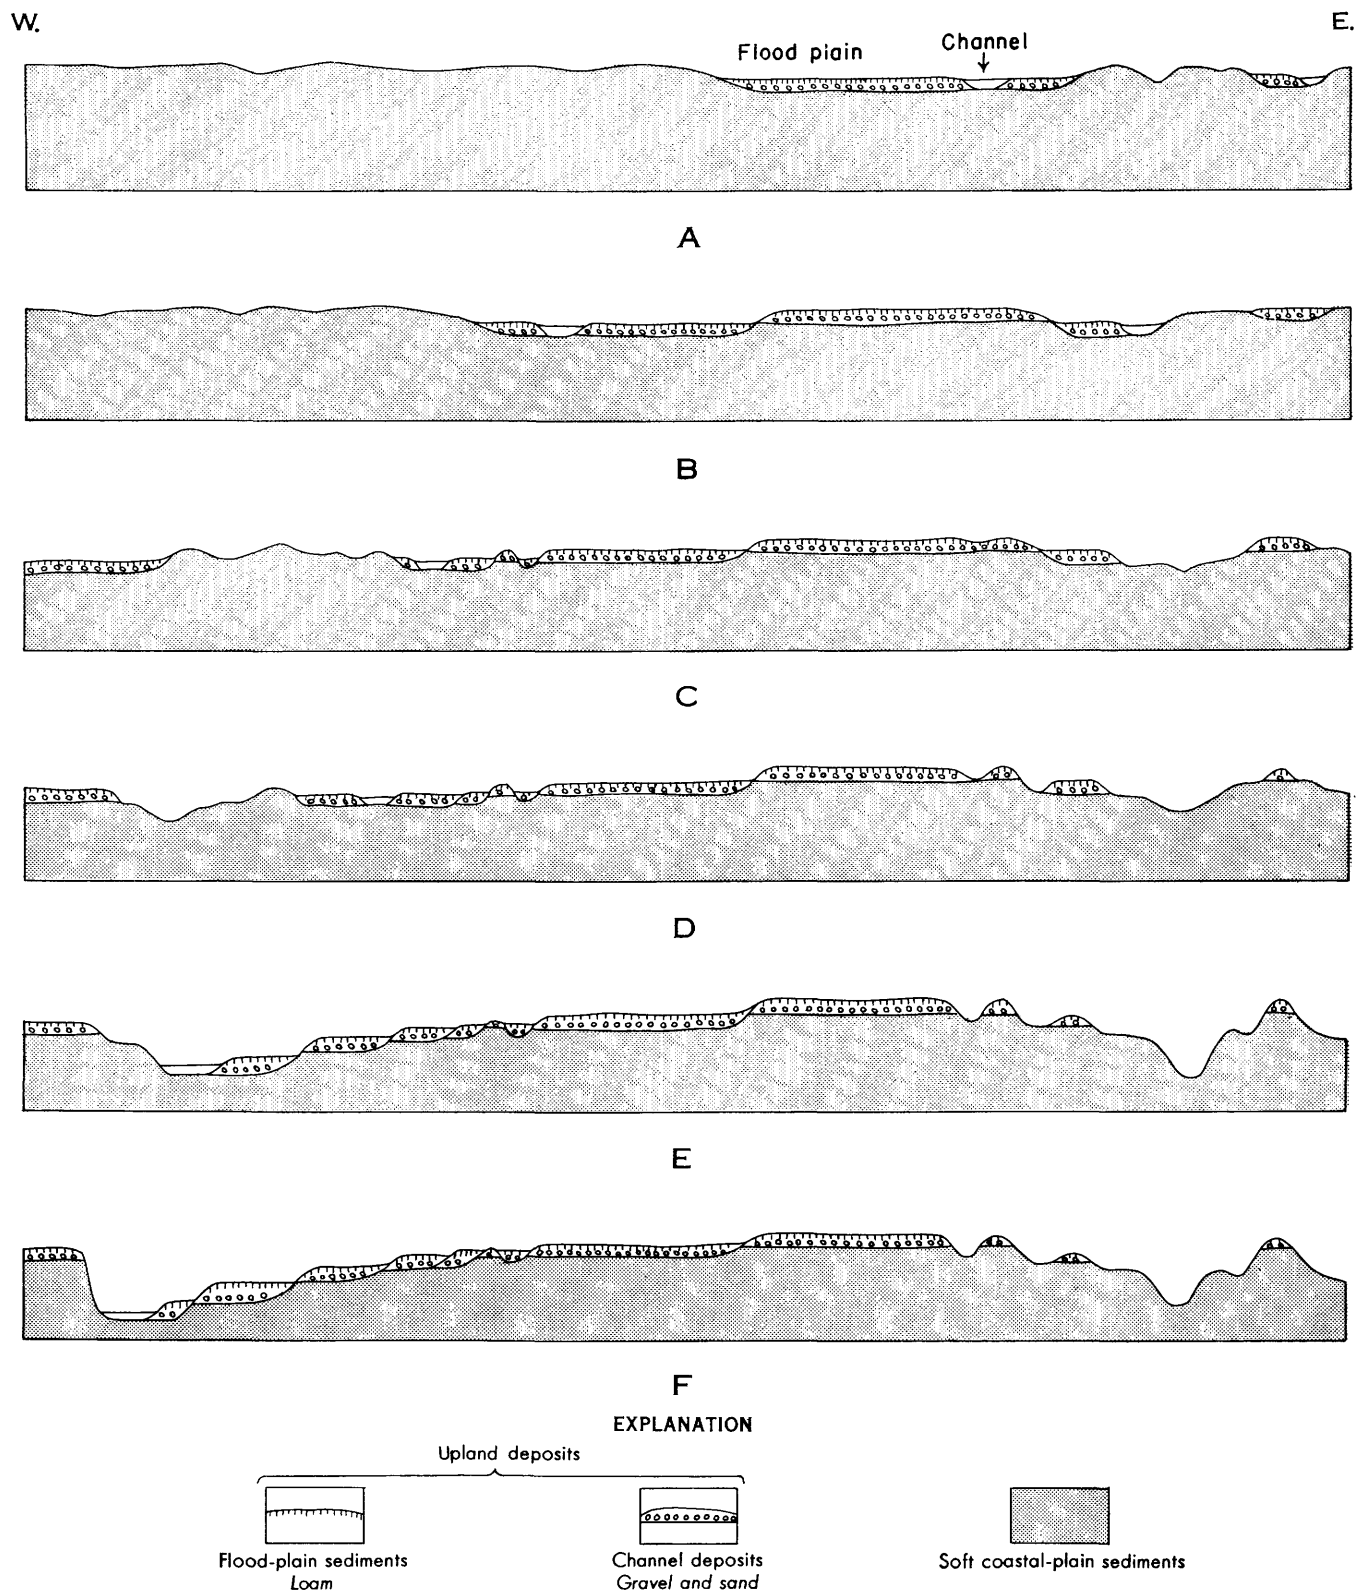 W. E.
Flood plain
Channel
A
B
C
D
E
F
EXPLANATION
Upland deposits
Flood-plain sediments
Loam
Channel deposits
Gravel and sand
Soft coastal-plain sediments